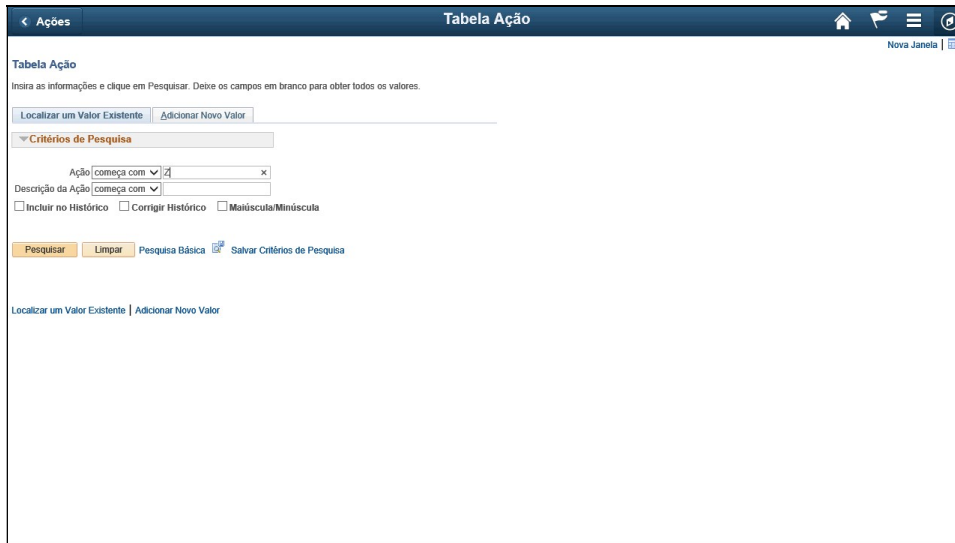 Ações Tabela Ação
Nova Janela |
Tabela Ação
Insira as informações e clique em Pesquisar. Deixe os campos em branco para obter todos os valores.
Localizar um Valor Existente Adicionar Novo Valor
Critérios de Pesquisa
Ação começa com Z ×
Descrição da Ação começa com
Incluir no Histórico Corrigir Histórico Maiúscula/Minúscula
Pesquisar Limpar Pesquisa Básica Salvar Critérios de Pesquisa
Localizar um Valor Existente | Adicionar Novo Valor